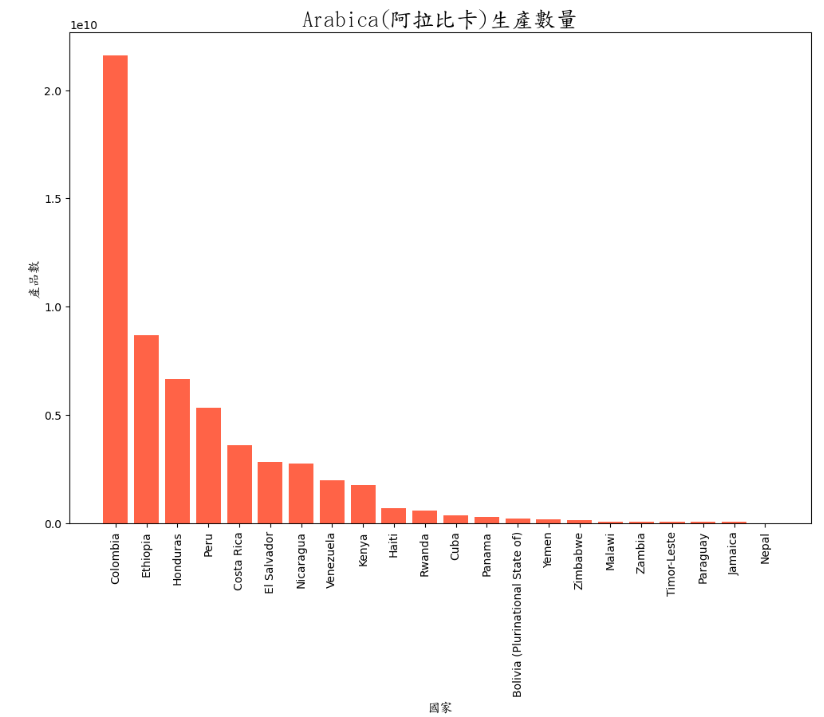 Arabica(阿拉比卡)生產數量
1e10
2.0
1.5
1.0
0.5
0.0
產品數
Colombia
Ethiopia
Honduras
Peru
Costa Rica
El Salvador
Nicaragua
Venezuela
Kenya
Haiti
Rwanda
Cuba
Panama
Bolivia (Plurinational State of)
Yemen
Zimbabwe
Malawi
Zambia
Timor-Leste
Paraguay
Jamaica
Nepal
國家